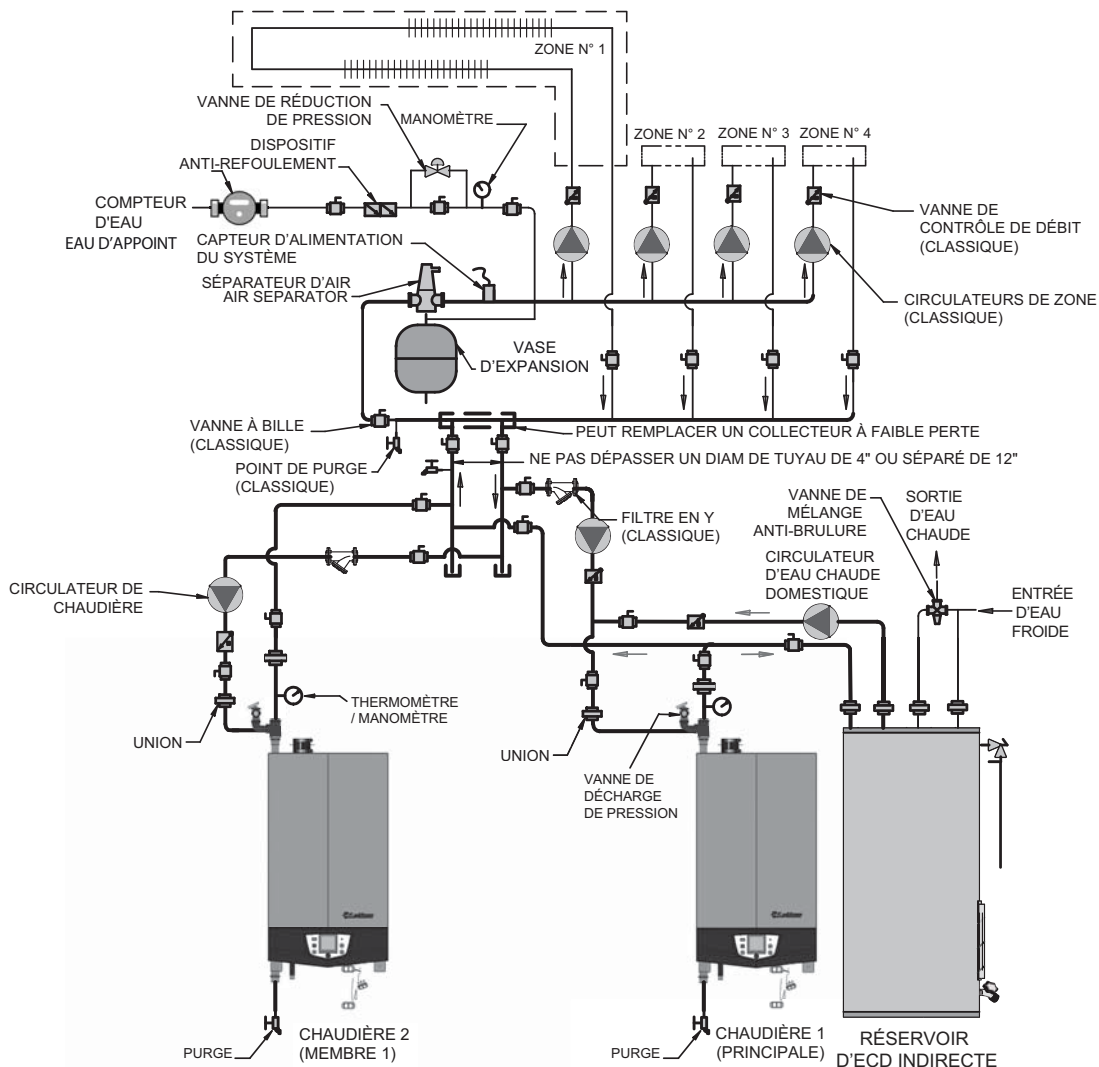 ZONE N° 1
VANNE DE RÉDUCTION
DE PRESSION
MANOMÈTRE
DISPOSITIF
ANTI-REFOULEMENT
ZONE N° 2
ZONE N° 3
ZONE N° 4
COMPTEUR
D'EAU
EAU D'APPOINT
VANNE DE
CONTRÔLE DE DÉBIT
(CLASSIQUE)
CAPTEUR D'ALIMENTATION
DU SYSTÈME
SÉPARATEUR D'AIR
AIR SEPARATOR
CIRCULATEURS DE ZONE
(CLASSIQUE)
VASE
D'EXPANSION
VANNE À BILLE
(CLASSIQUE)
PEUT REMPLACER UN COLLECTEUR À FAIBLE PERTE
POINT DE PURGE
(CLASSIQUE)
NE PAS DÉPASSER UN DIAM DE TUYAU DE 4" OU SÉPARÉ DE 12"
VANNE DE
MÉLANGE
ANTI-BRULURE
SORTIE
D'EAU
CHAUDE
FILTRE EN Y
(CLASSIQUE)
CIRCULATEUR
D'EAU CHAUDE
DOMESTIQUE
CIRCULATEUR DE
CHAUDIÈRE
ENTRÉE
D'EAU
FROIDE
THERMOMÈTRE
/ MANOMÈTRE
UNION
UNION
VANNE DE
DÉCHARGE
DE PRESSION
Lochinvar
Lochinvar
PURGE
CHAUDIÈRE 2
(MEMBRE 1)
PURGE
CHAUDIÈRE 1
(PRINCIPALE)
RÉSERVOIR
D'ECD INDIRECTE